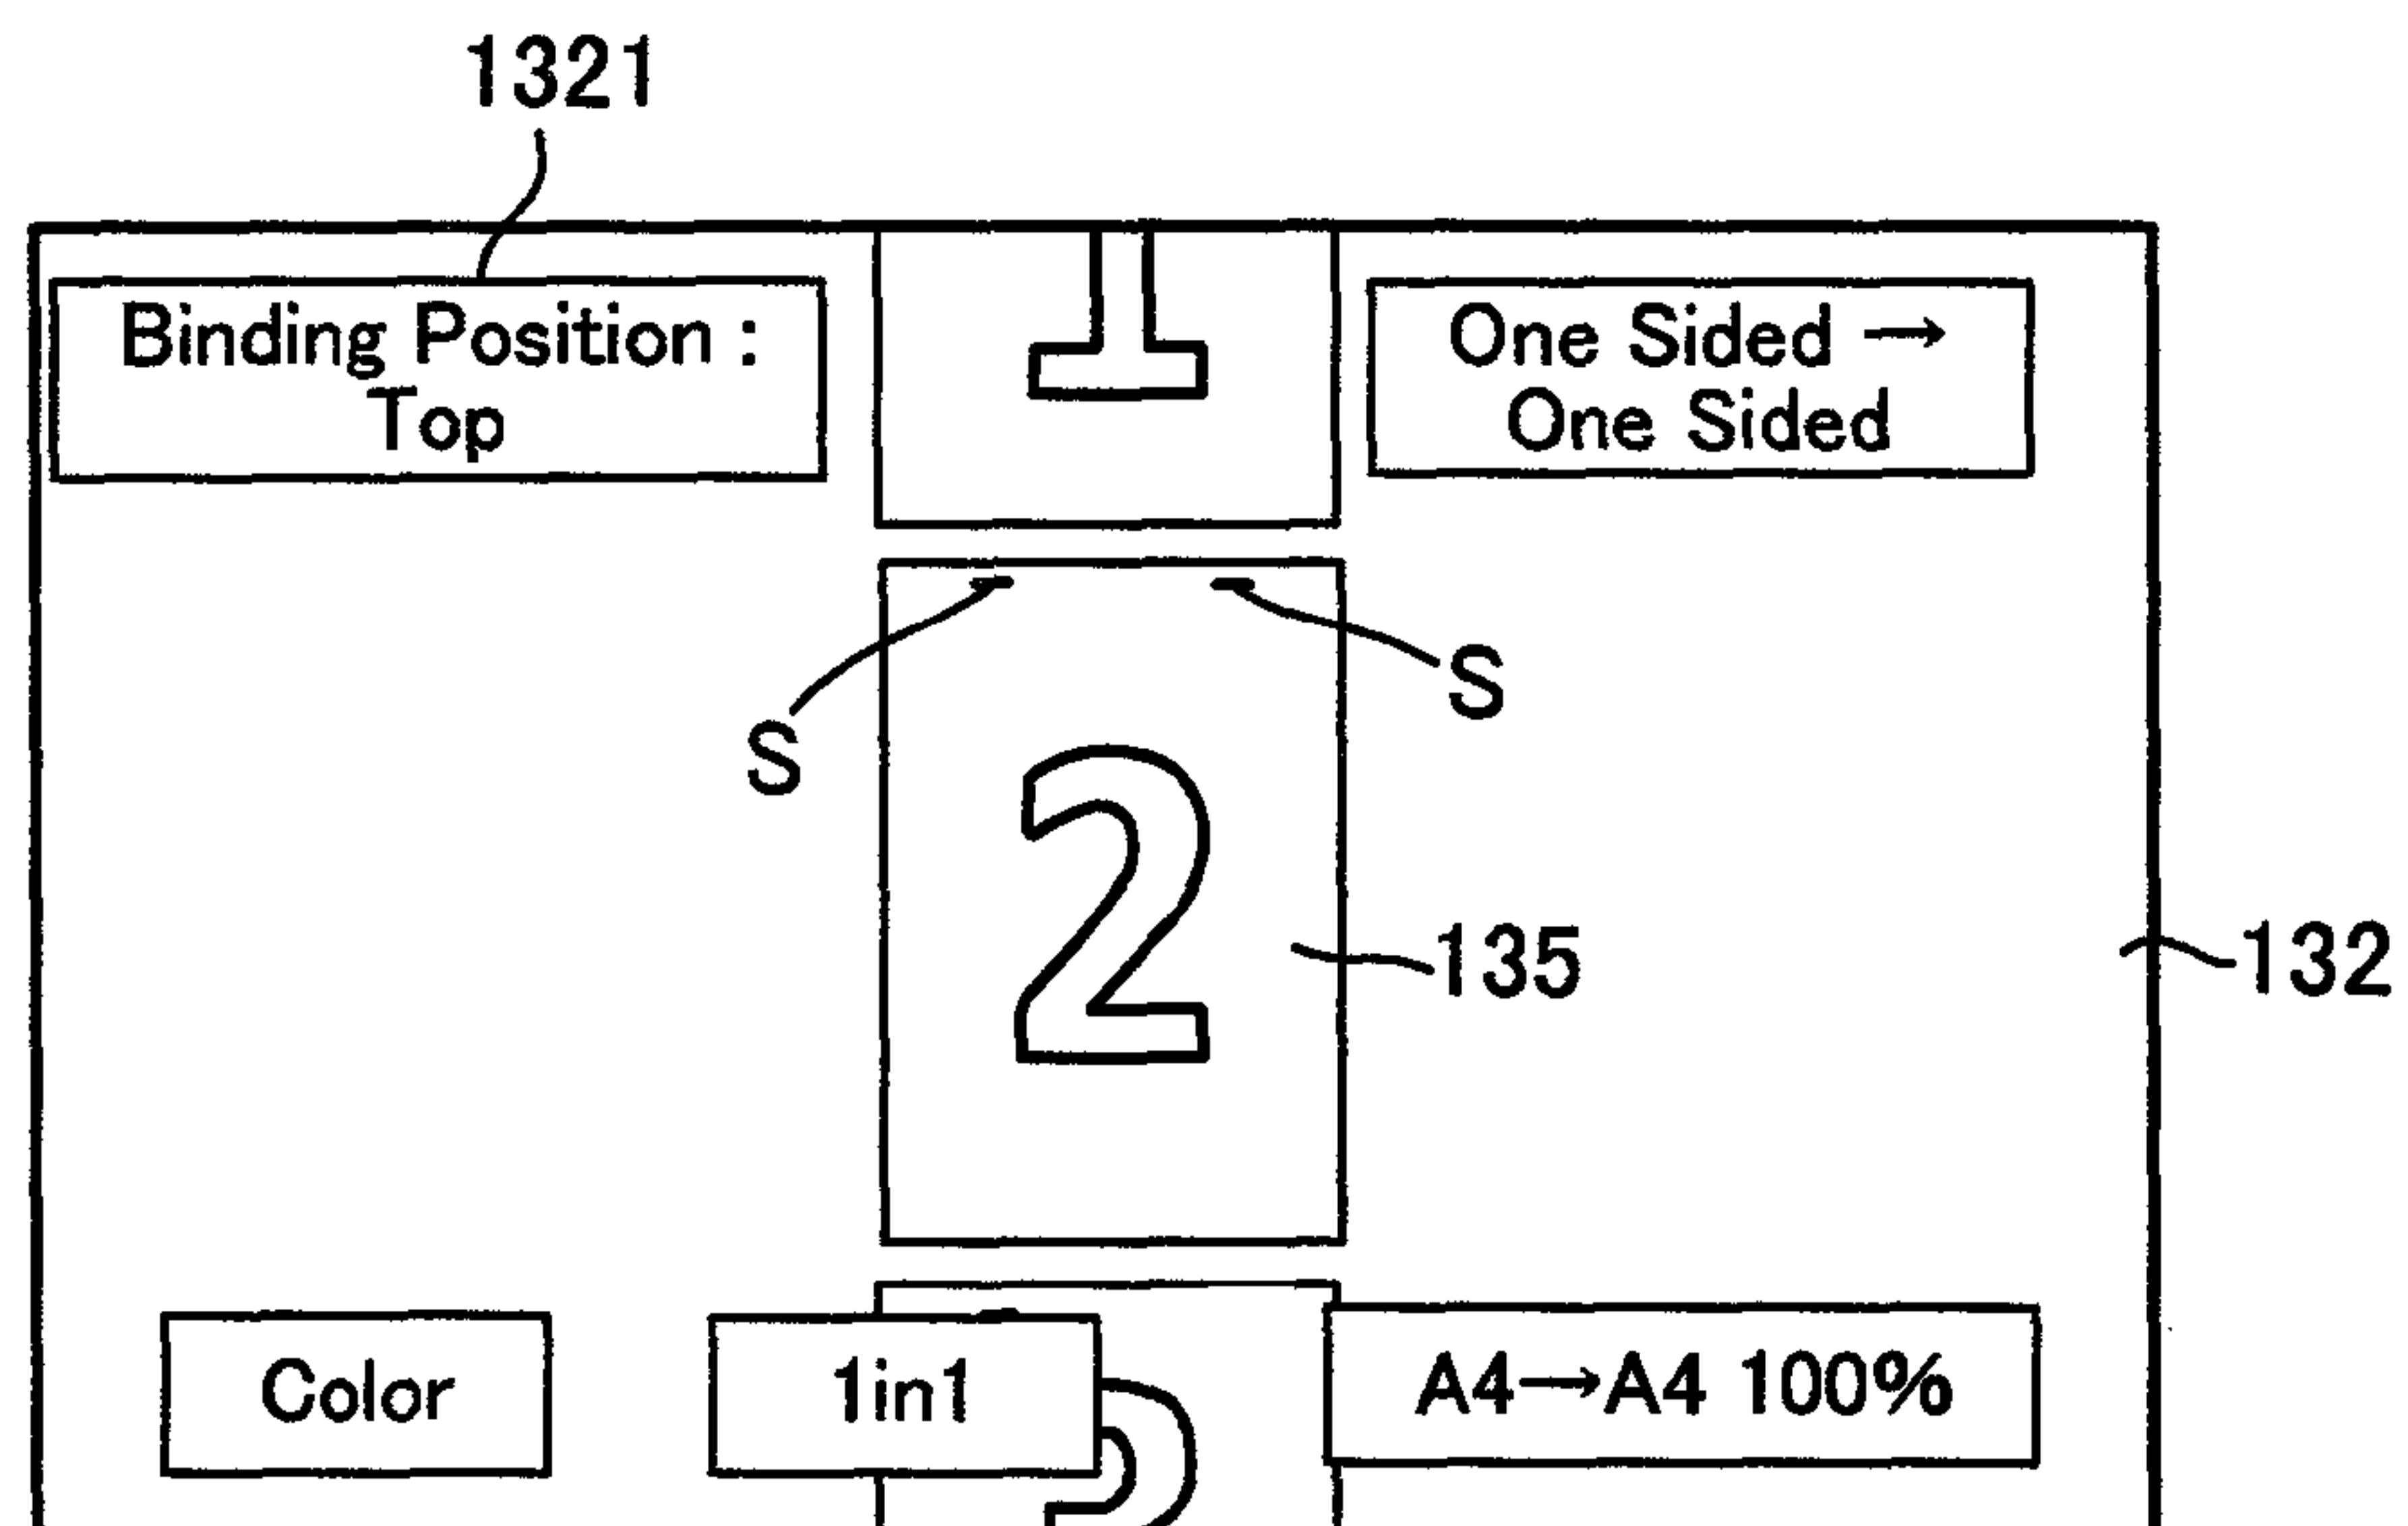 1321
Binding Position :
Top
One Sided →
One Sided
S
S
2
135
132
Color
1in1
A4→A4 100%